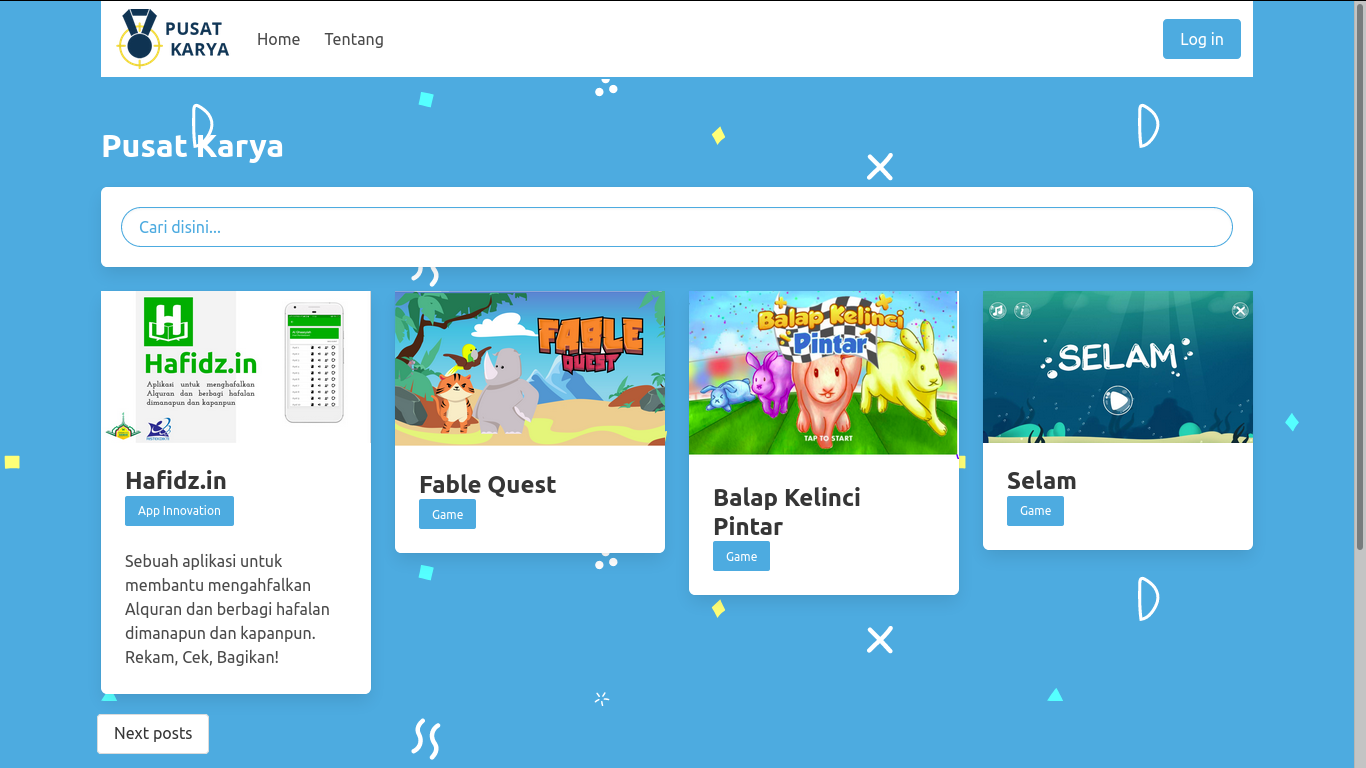 PUSAT
KARYA
Home
Tentang
Log in
Pusat Karya
Cari disini...
Hafidz.in
Aplikasi untuk menghafalkan
Alquran dan berbagi hafalan
dimanapun dan kapanpun
Hafidz.in
App Innovation
Sebuah aplikasi untuk
membantu mengahfalkan
Alquran dan berbagi hafalan
dimanapun dan kapanpun.
Rekam, Cek, Bagikan!
FABLE
QUEST
Fable Quest
Game
Balap Kelinci
Pintar
TAP TO START
Balap Kelinci
Pintar
Game
SELAM
Selam
Game
Next posts